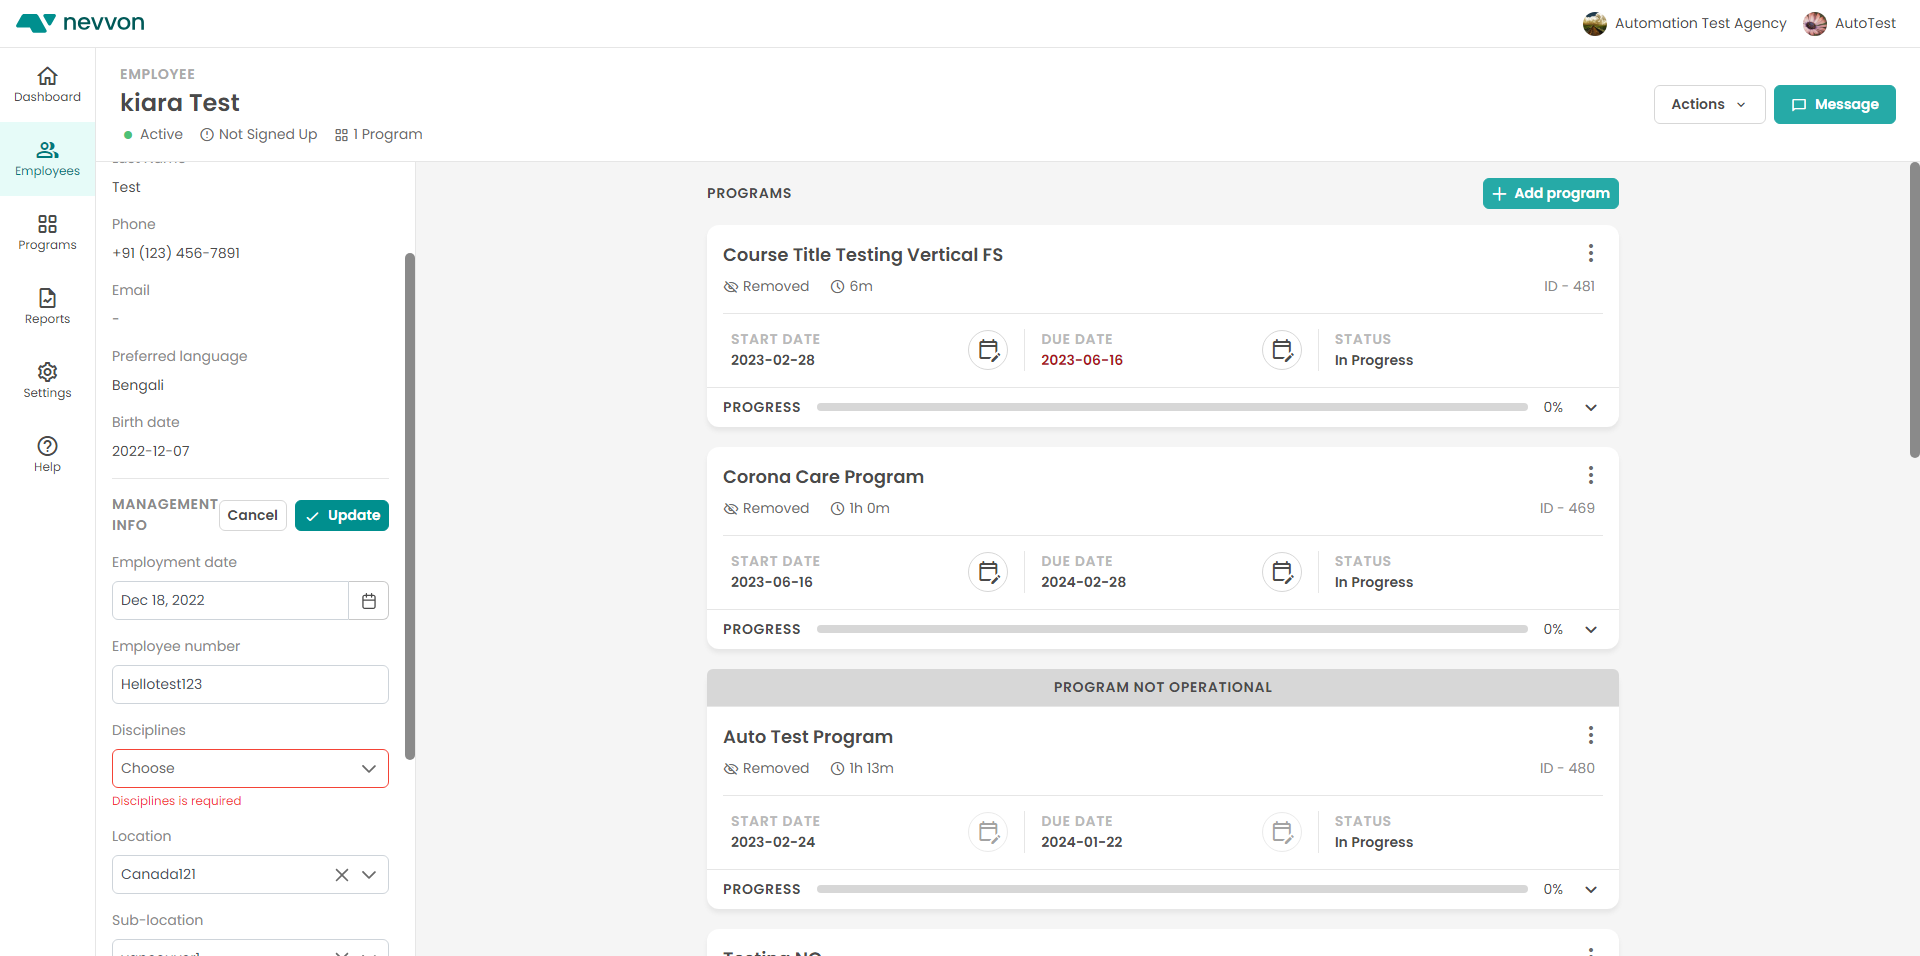 nevvon
Automation Test Agency
AutoTest
Dashboard
Employees
Programs
Reports
Settings
Help
EMPLOYEE
kiara Test
Active
Not Signed Up
1 Program
Actions
Message
Last Name
Test
Phone
+91 (123) 456-7891
Email
-
Preferred language
Bengali
Birth date
2022-12-07
MANAGEMENT
INFO
Cancel
Update
Employment date
Dec 18, 2022
Employee number
Hellotest123
Disciplines
Choose
Disciplines is required
Location
Canada121
Sub-location
PROGRAMS
Add program
Course Title Testing Vertical FS
Removed
6m
ID - 481
START DATE
2023-02-28
DUE DATE
2023-06-16
STATUS
In Progress
PROGRESS
0%
Corona Care Program
Removed
1h 0m
ID - 469
START DATE
2023-06-16
DUE DATE
2024-02-28
STATUS
In Progress
PROGRESS
0%
PROGRAM NOT OPERATIONAL
Auto Test Program
Removed
1h 13m
ID - 480
START DATE
2023-02-24
DUE DATE
2024-01-22
STATUS
In Progress
PROGRESS
0%
Testing NC